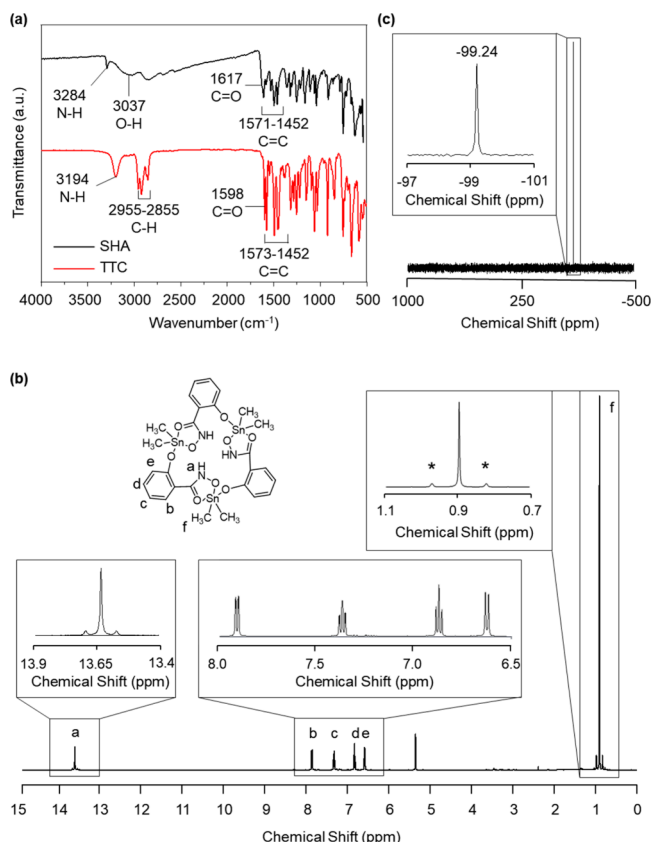 (a)
Transmittance (a.u.)
3284
N-H
3037
O-H
1617
C=O
1571-1452
C=C
3194
N-H
2955-2855
C-H
1598
C=O
1573-1452
C=C
SHA
TTC
4000 3500 3000 2500 2000 1500 1000 500
Wavenumber (cm⁻¹)
(c)
-99.24
-97 -99 -101
Chemical Shift (ppm)
1000 250 -500
Chemical Shift (ppm)
(b)
O Sn CH₃
CH₃
H₃C O NH O O
H₃C Sn O HN
O H
a N O
e
d
O Sn O
c b H₃C CH₃
f
f
* *
1.1 0.9 0.7
Chemical Shift (ppm)
13.9 13.65 13.4
Chemical Shift (ppm)
8.0 7.5 7.0 6.5
Chemical Shift (ppm)
a b c d e
15 14 13 12 11 10 9 8 7 6 5 4 3 2 1 0
Chemical Shift (ppm)